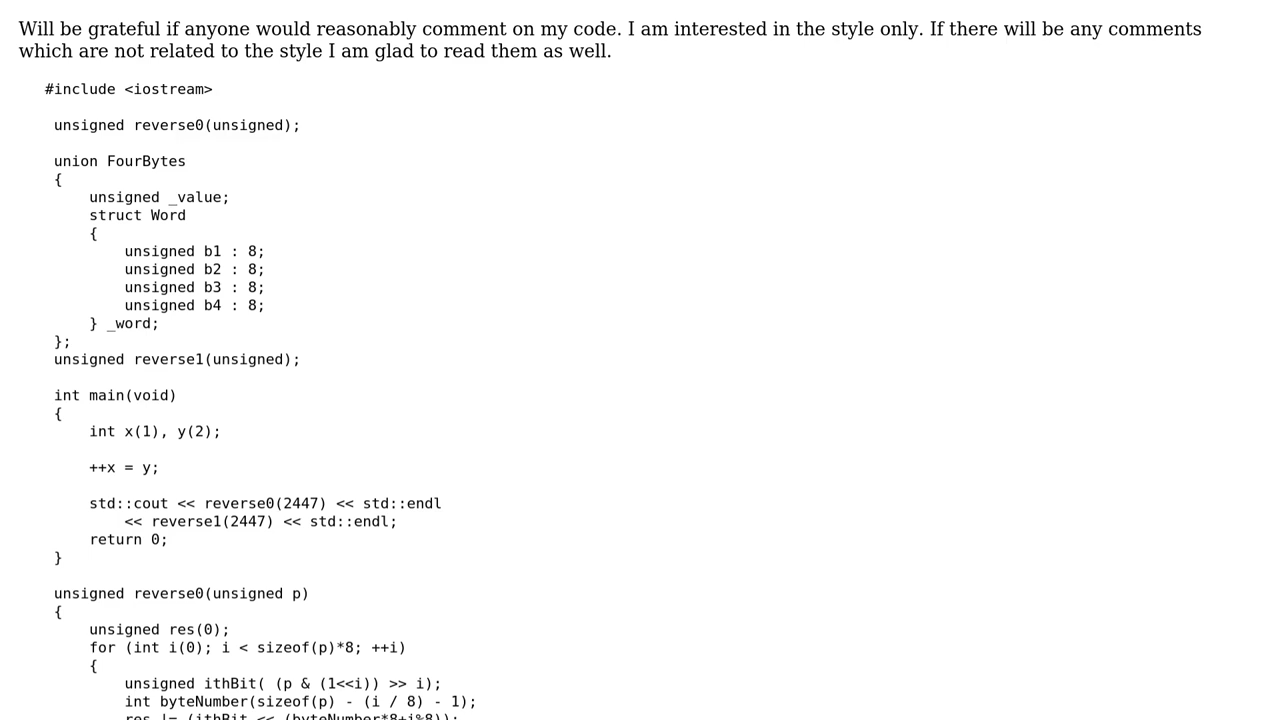 Will be grateful if anyone would reasonably comment on my code. I am interested in the style only. If there will be any comments
which are not related to the style I am glad to read them as well.
#include <iostream>
unsigned reverse0(unsigned);
union FourBytes
{
unsigned _value;
struct Word
{
unsigned b1 : 8;
unsigned b2 : 8;
unsigned b3 : 8;
unsigned b4 : 8;
} _word;
};
unsigned reverse1(unsigned);
int main(void)
{
int x(1), y(2);
++x = y;
std::cout << reverse0(2447) << std::endl
<< reverse1(2447) << std::endl;
return 0;
}
unsigned reverse0(unsigned p)
{
unsigned res(0);
for (int i(0); i < sizeof(p)*8; ++i)
{
unsigned ithBit( (p & (1<<i)) >> i);
int byteNumber(sizeof(p) - (i / 8) - 1);
res |= (ithBit << (byteNumber*8+i%8));